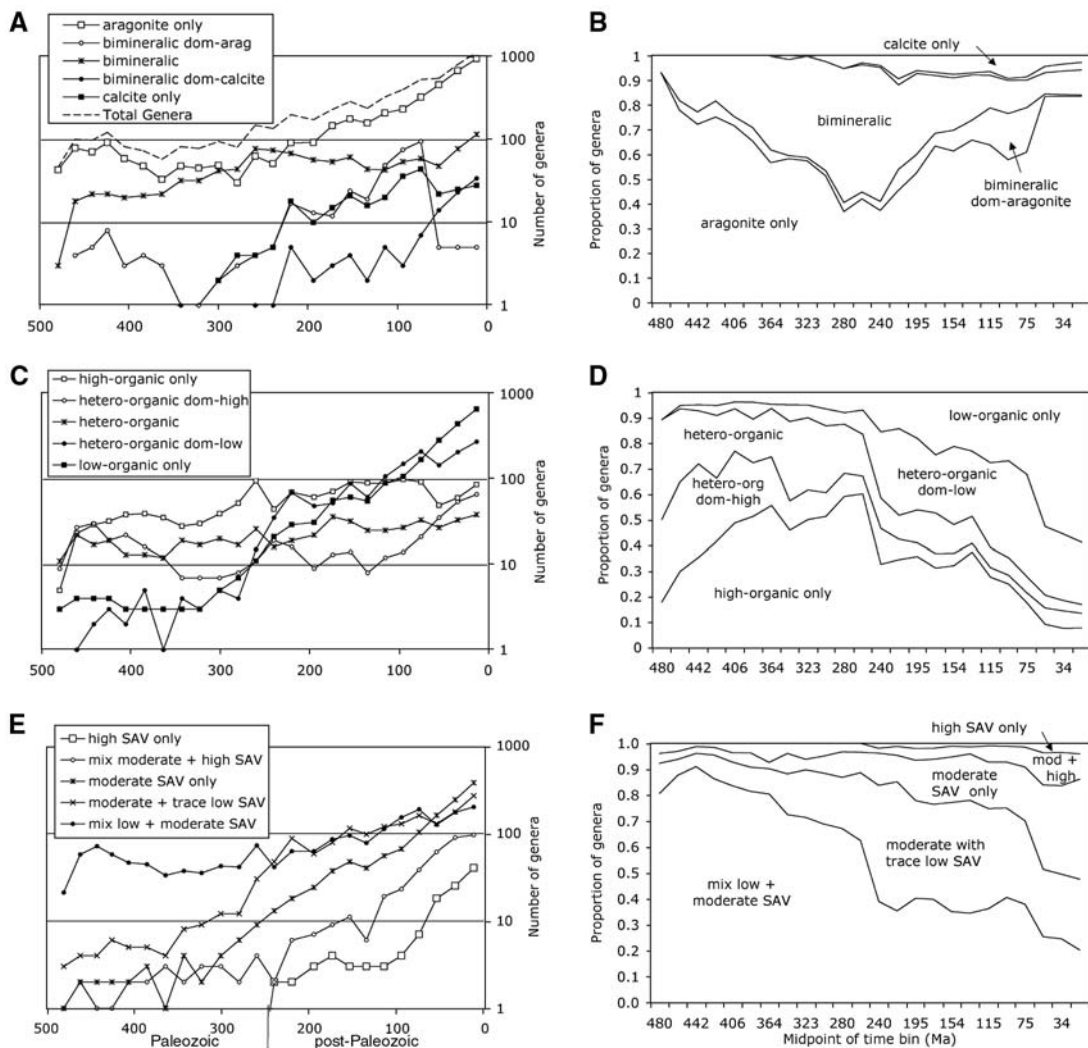 A
aragonite only
bimineralic dom-arag
bimineralic
bimineralic dom-calcite
calcite only
Total Genera
1000
100
10
1
Number of genera
500
400
300
200
100
0
B
calcite only
bimineralic
bimineralic
dom-aragonite
aragonite only
Proportion of genera
1
0.9
0.8
0.7
0.6
0.5
0.4
0.3
0.2
0.1
0
480 442 406 364 323 280 240 195 154 115 75 34
C
high-organic only
hetero-organic dom-high
hetero-organic
hetero-organic dom-low
low-organic only
1000
100
10
1
Number of genera
500
400
300
200
100
0
D
low-organic only
hetero-organic
hetero-organic
dom-low
hetero-org
dom-high
high-organic only
Proportion of genera
1
0.9
0.8
0.7
0.6
0.5
0.4
0.3
0.2
0.1
0
480 442 406 364 323 280 240 195 154 115 75 34
E
high SAV only
mix moderate + high SAV
moderate SAV only
moderate + trace low SAV
mix low + moderate SAV
1000
100
10
1
Number of genera
500
400
300
200
100
0
Paleozoic
post-Paleozoic
F
high SAV only
mod +
high
moderate
SAV only
moderate with
trace low SAV
mix low +
moderate SAV
Proportion of genera
1.0
0.9
0.8
0.7
0.6
0.5
0.4
0.3
0.2
0.1
0.0
480 442 406 364 323 280 240 195 154 115 75 34
Midpoint of time bin (Ma)